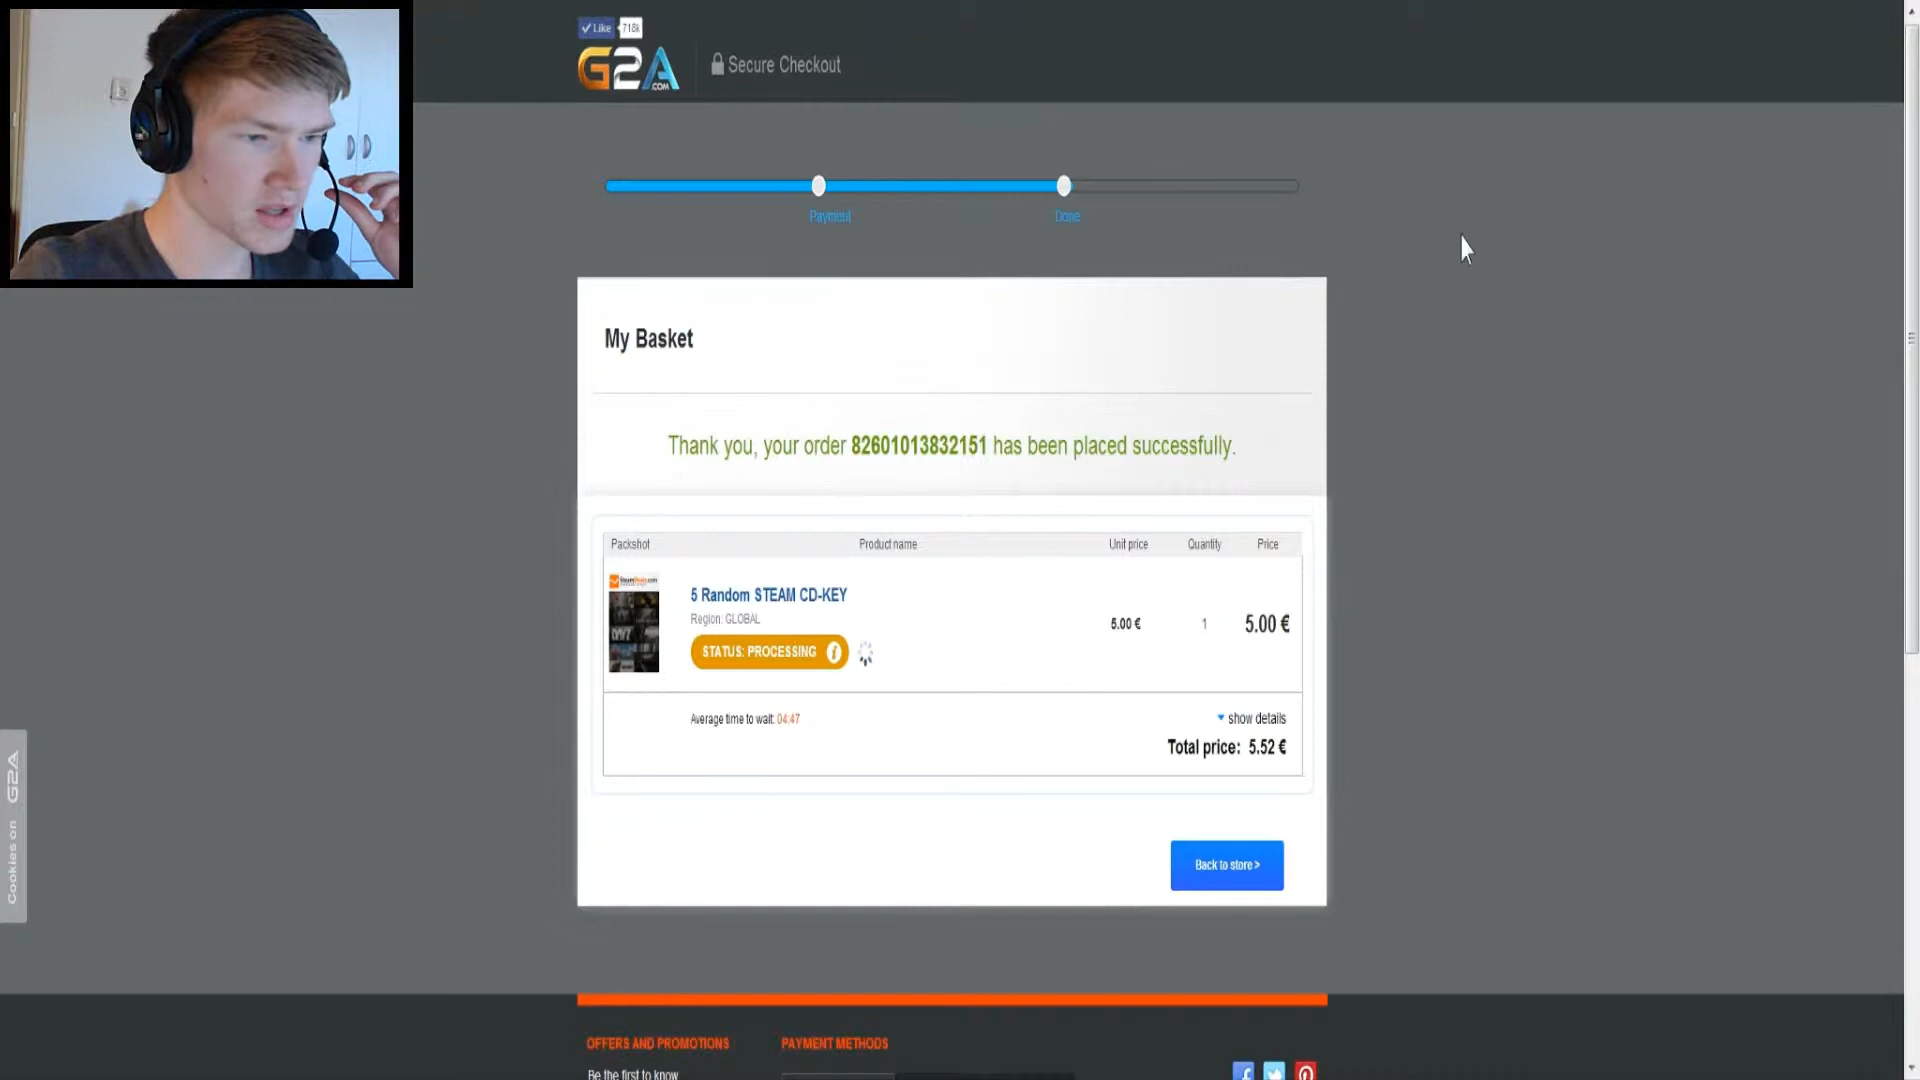 Like 718k
G2A.COM
Secure Checkout
Payment
Done
My Basket
Thank you, your order 82601013832151 has been placed successfully.
Packshot Product name Unit price Quantity Price
5 Random STEAM CD-KEY
Region: GLOBAL
5.00 € 1 5.00 €
STATUS: PROCESSING i
DAYZ
Average time to wait: 04:47
show details
Total price: 5.52 €
Back to store >
Cookies on G2A
OFFERS AND PROMOTIONS PAYMENT METHODS
Be the first to know